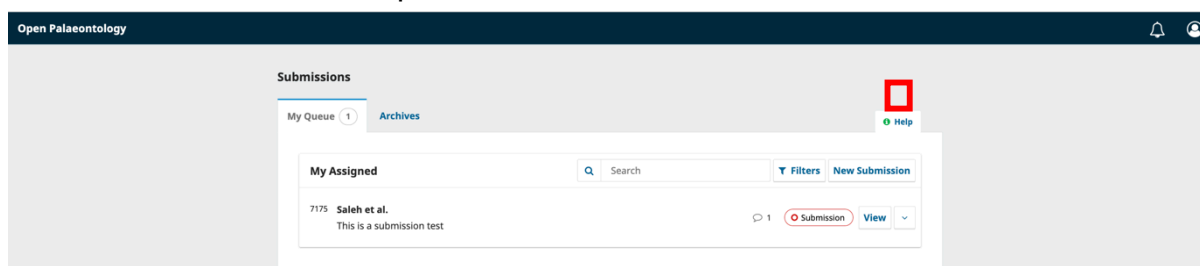 Open Palaeontology
Submissions
My Queue 1 Archives
Help
My Assigned Search Filters New Submission
7175 Saleh et al. 1 Submission View
This is a submission test